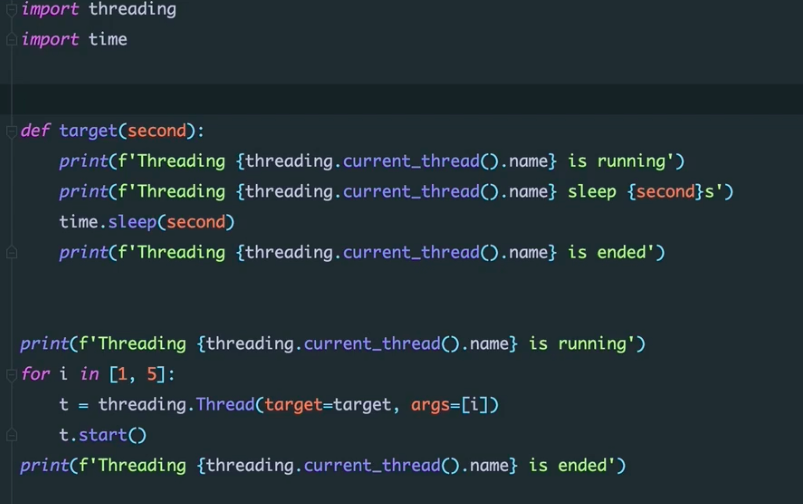 import threading
import time
def target(second):
    print(f'Threading {threading.current_thread().name} is running')
    print(f'Threading {threading.current_thread().name} sleep {second}s')
    time.sleep(second)
    print(f'Threading {threading.current_thread().name} is ended')
print(f'Threading {threading.current_thread().name} is running')
for i in [1, 5]:
    t = threading.Thread(target=target, args=[i])
    t.start()
print(f'Threading {threading.current_thread().name} is ended')